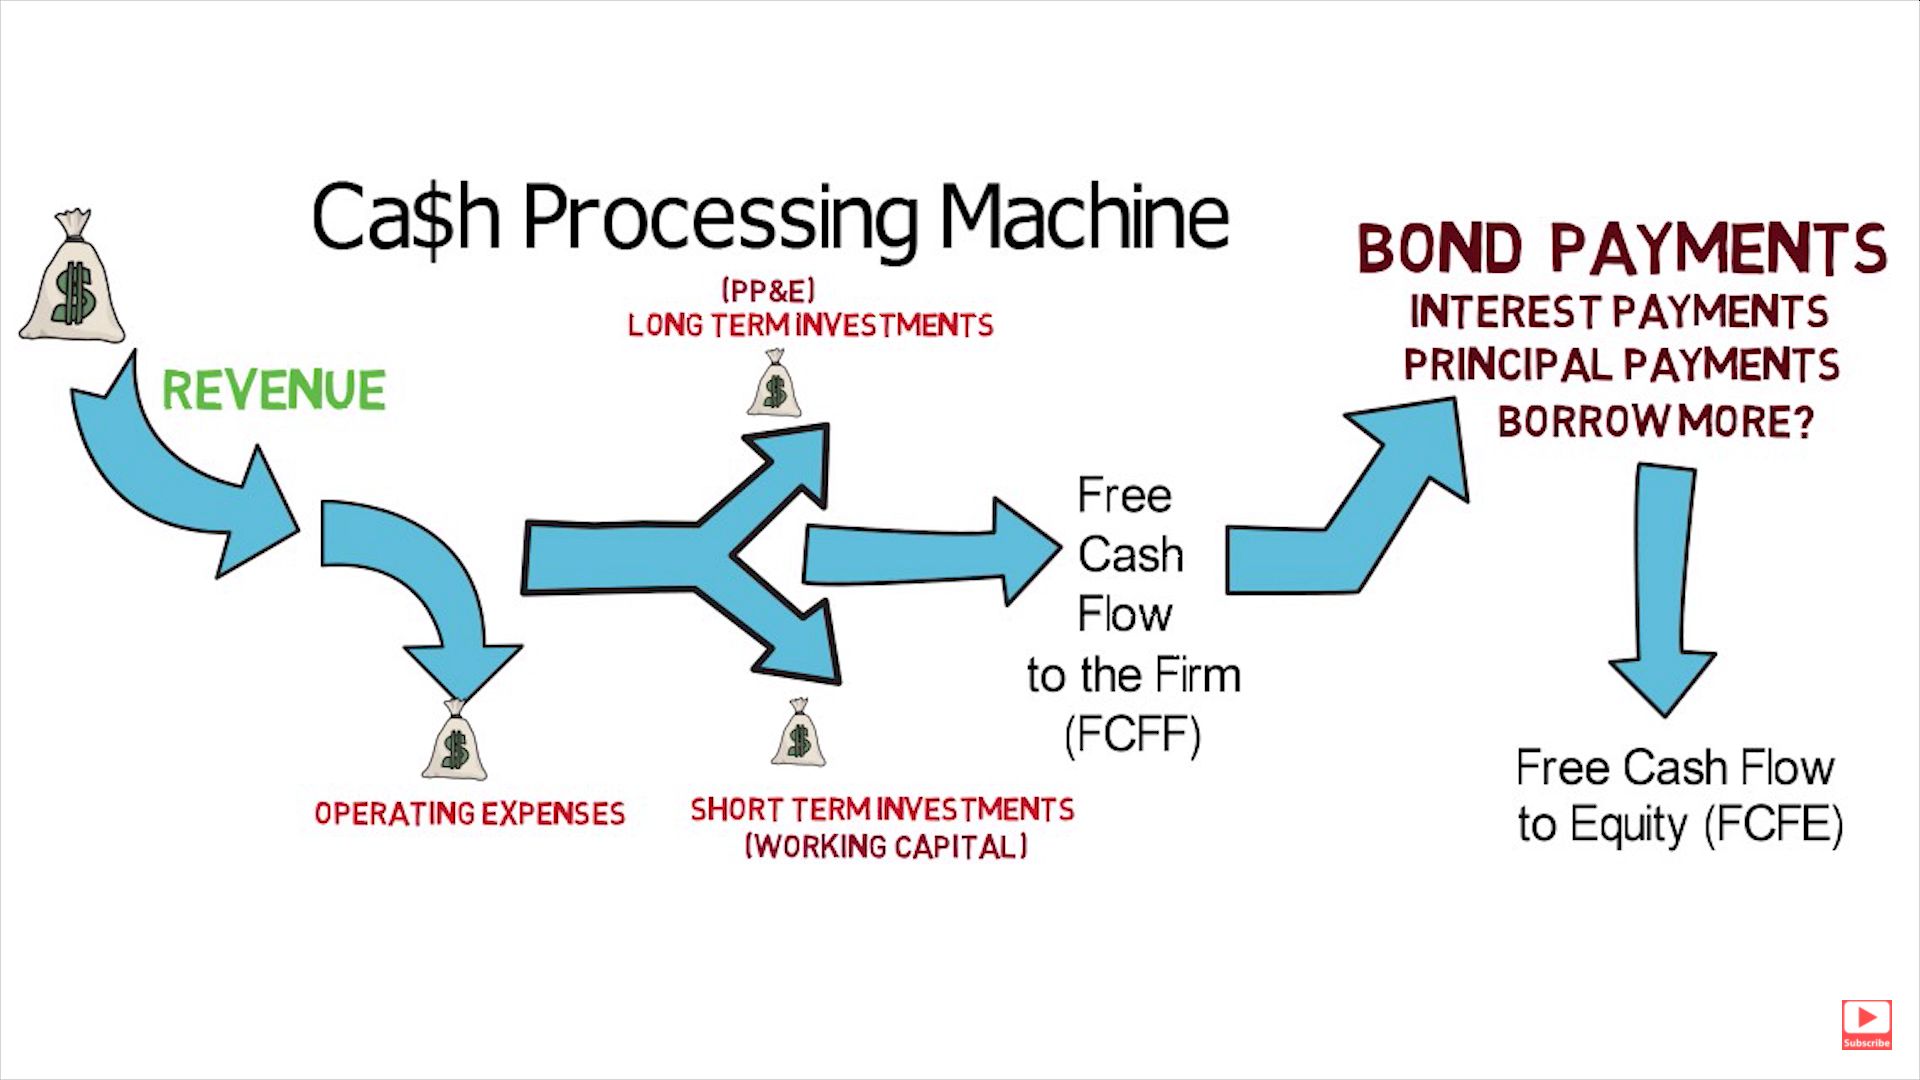 Ca$h Processing Machine
REVENUE
(PP&E)
LONG TERM INVESTMENTS
OPERATING EXPENSES
SHORT TERM INVESTMENTS
(WORKING CAPITAL)
Free
Cash
Flow
to the Firm
(FCFF)
BOND PAYMENTS
INTEREST PAYMENTS
PRINCIPAL PAYMENTS
BORROW MORE?
Free Cash Flow
to Equity (FCFE)
Subscribe